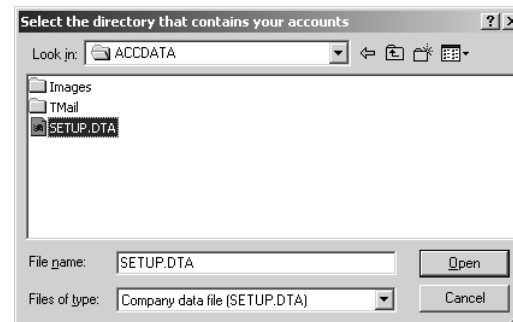 Select the directory that contains your accounts
Look in: ACCDATA
Images
TMail
SETUP.DTA
File name: SETUP.DTA Open
Files of type: Company data file (SETUP.DTA) Cancel